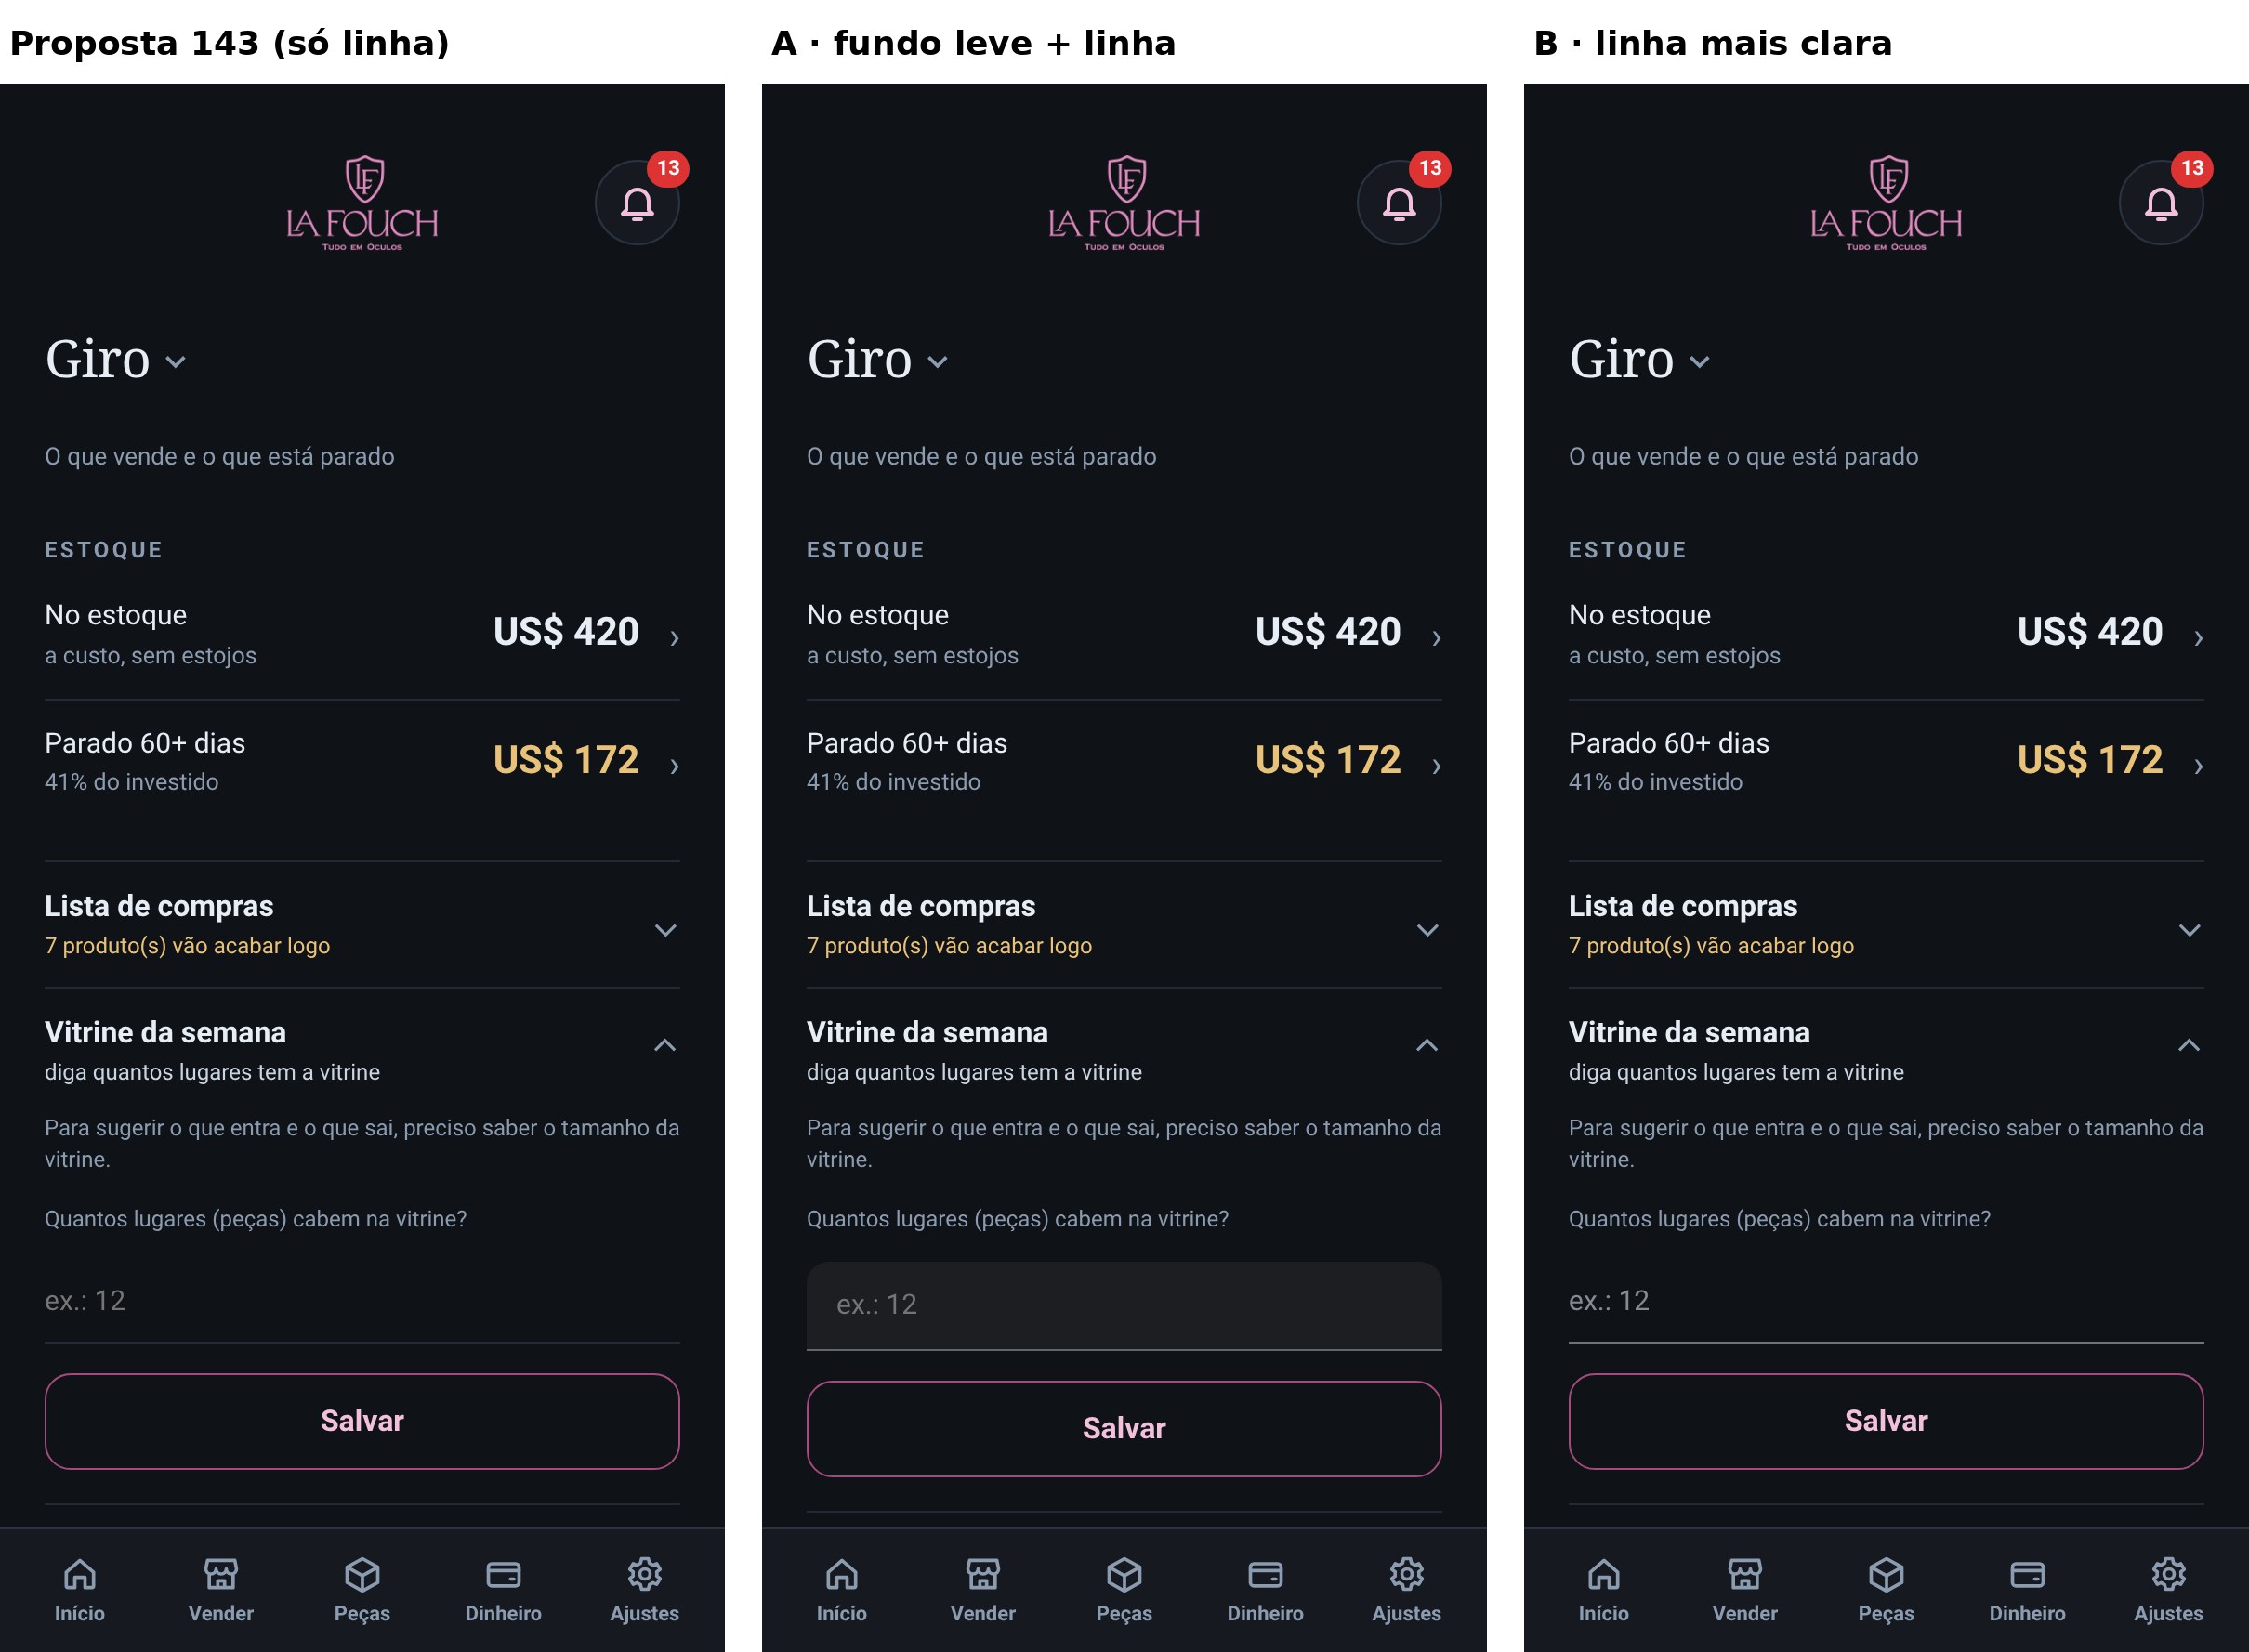 Proposta 143 (só linha)
13
LF
LA FOUCH
TUDO EM ÓCULOS
Giro
O que vende e o que está parado
ESTOQUE
No estoque
US$ 420
a custo, sem estojos
Parado 60+ dias
US$ 172
41% do investido
Lista de compras
7 produto(s) vão acabar logo
Vitrine da semana
diga quantos lugares tem a vitrine
Para sugerir o que entra e o que sai, preciso saber o tamanho da
vitrine.
Quantos lugares (peças) cabem na vitrine?
ex.: 12
Salvar
Início
Vender
Peças
Dinheiro
Ajustes
A · fundo leve + linha
13
LF
LA FOUCH
TUDO EM ÓCULOS
Giro
O que vende e o que está parado
ESTOQUE
No estoque
US$ 420
a custo, sem estojos
Parado 60+ dias
US$ 172
41% do investido
Lista de compras
7 produto(s) vão acabar logo
Vitrine da semana
diga quantos lugares tem a vitrine
Para sugerir o que entra e o que sai, preciso saber o tamanho da
vitrine.
Quantos lugares (peças) cabem na vitrine?
ex.: 12
Salvar
Início
Vender
Peças
Dinheiro
Ajustes
B · linha mais clara
13
LF
LA FOUCH
TUDO EM ÓCULOS
Giro
O que vende e o que está parado
ESTOQUE
No estoque
US$ 420
a custo, sem estojos
Parado 60+ dias
US$ 172
41% do investido
Lista de compras
7 produto(s) vão acabar logo
Vitrine da semana
diga quantos lugares tem a vitrine
Para sugerir o que entra e o que sai, preciso saber o tamanho da
vitrine.
Quantos lugares (peças) cabem na vitrine?
ex.: 12
Salvar
Início
Vender
Peças
Dinheiro
Ajustes